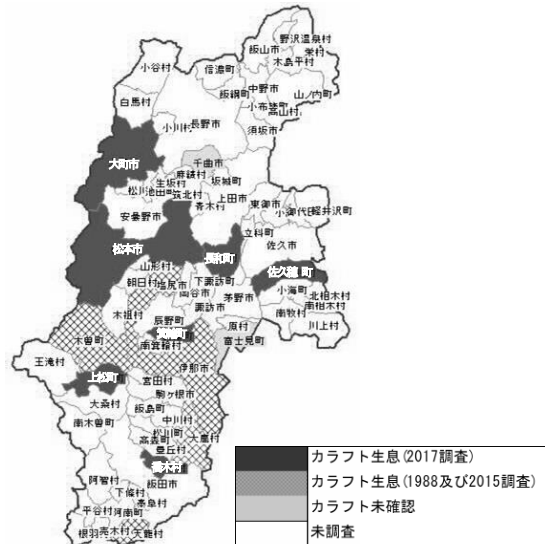 野沢温泉村
飯山市
栄村
小谷村
信濃町
木島平村
飯綱町
中野市
山ノ内町
白馬村
小布施町
高山村
小川村
長野市
須坂市
大町市
千曲市
麻績村
生坂村
坂城町
松川
池田町
筑北村
上田市
青木村
東御市
小
御代田
軽井沢町
安曇野市
立科町
松本市
長和町
佐久市
山形村
佐久穂町
朝日村
塩尻市
下諏訪町
小海町
岡谷市
茅野市
北相木村
南相木村
諏訪市
木祖村
南牧村
辰野町
川上村
原村
木曽町
南箕輪村
富士見町
王滝村
伊那市
上松町
宮田村
駒ヶ根市
大桑村
飯島町
中川村
南木曽町
松川町
高森町
大鹿村
豊丘村
喬木村
飯田市
阿智村
下條村
泰阜村
平谷村
阿南町
根羽
売木村
天龍村
カラフト生息(2017調査)
カラフト生息(1988及び2015調査)
カラフト未確認
未調査